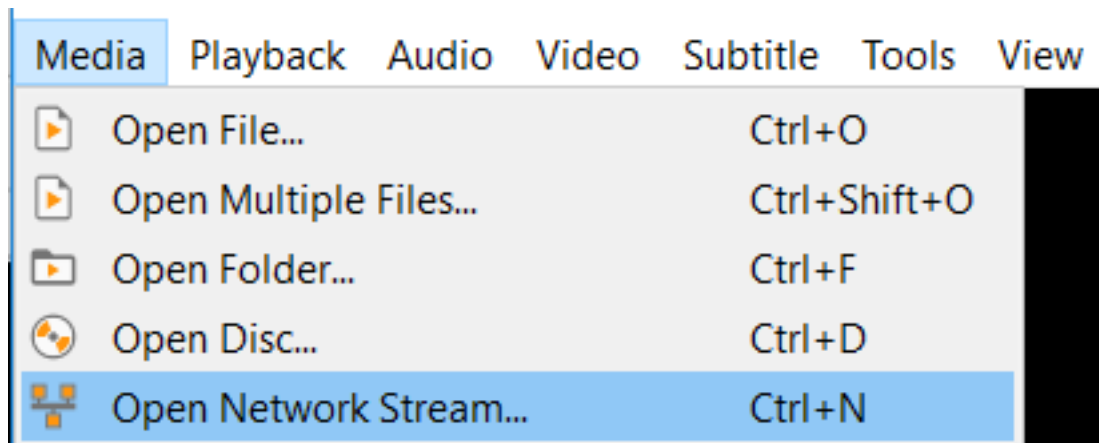 Media Playback Audio Video Subtitle Tools View
Open File... Ctrl+O
Open Multiple Files... Ctrl+Shift+O
Open Folder... Ctrl+F
Open Disc... Ctrl+D
Open Network Stream... Ctrl+N